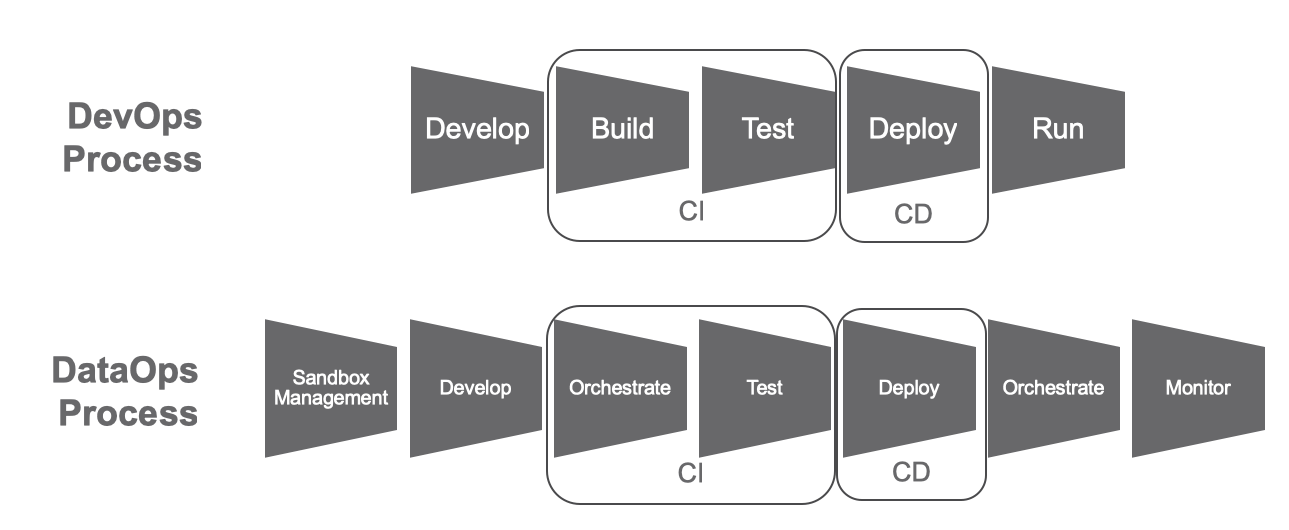 DevOps
Process
Develop
Build
Test
Deploy
Run
CI
CD
DataOps
Process
Sandbox
Management
Develop
Orchestrate
Test
Deploy
Orchestrate
Monitor
CI
CD